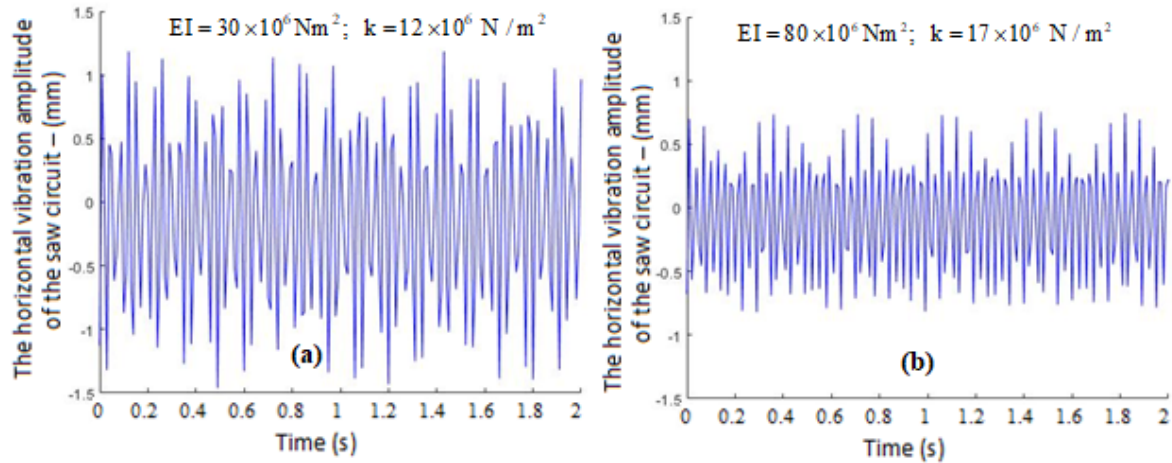 EI = 30 ×10⁶ Nm²; k = 12 ×10⁶ N / m²
The horizontal vibration amplitude
of the saw circuit – (mm)
1.5
1
0.5
0
-0.5
-1
-1.5
(a)
0 0.2 0.4 0.6 0.8 1 1.2 1.4 1.6 1.8 2
Time (s)
EI = 80 ×10⁶ Nm²; k = 17 ×10⁶ N / m²
The horizontal vibration amplitude
of the saw circuit – (mm)
1.5
1
0.5
0
-0.5
-1
-1.5
(b)
0 0.2 0.4 0.6 0.8 1 1.2 1.4 1.6 1.8 2
Time (s)